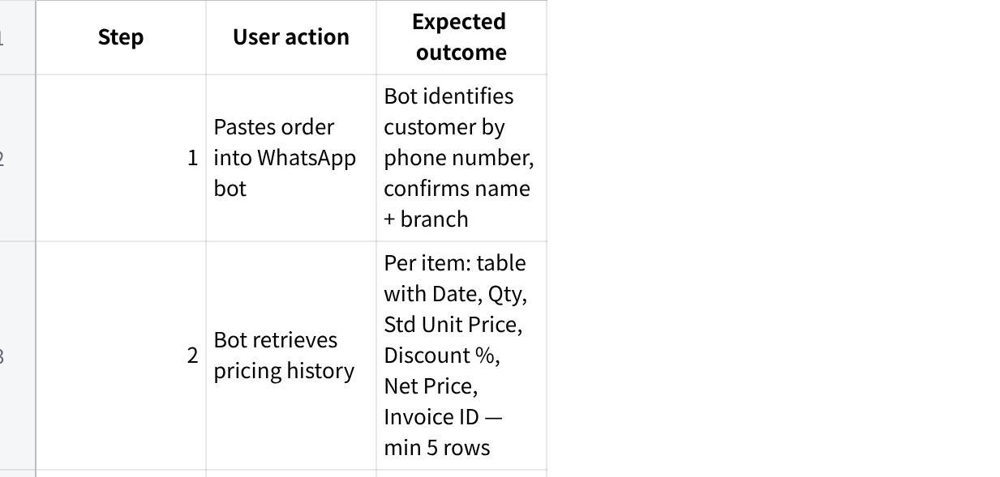 1
Step
User action
Expected
outcome
2
1
Pastes order
into WhatsApp
bot
Bot identifies
customer by
phone number,
confirms name
+ branch
3
2
Bot retrieves
pricing history
Per item: table
with Date, Qty,
Std Unit Price,
Discount %,
Net Price,
Invoice ID —
min 5 rows